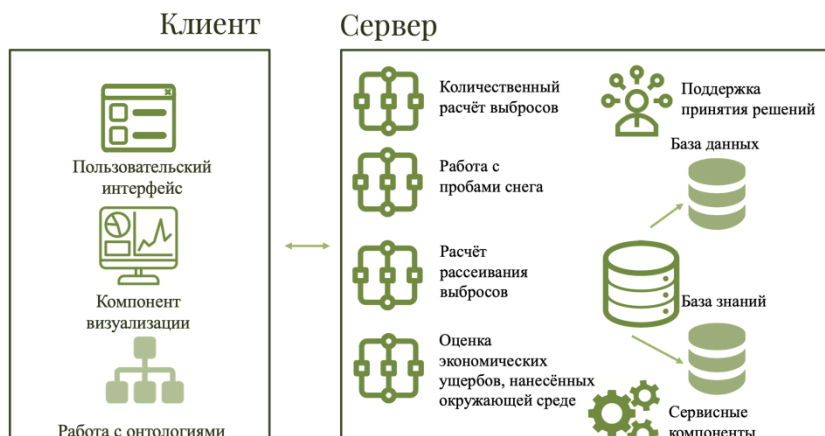 Клиент
Сервер
Пользовательский
интерфейс
Компонент
визуализации
Работа с онтологиями
Количественный
расчёт выбросов
Работа с
пробами снега
Расчёт
рассеивания
выбросов
Оценка
экономических
ущербов, нанесённых
окружающей среде
Поддержка
принятия решений
База данных
База знаний
Сервисные
компоненты